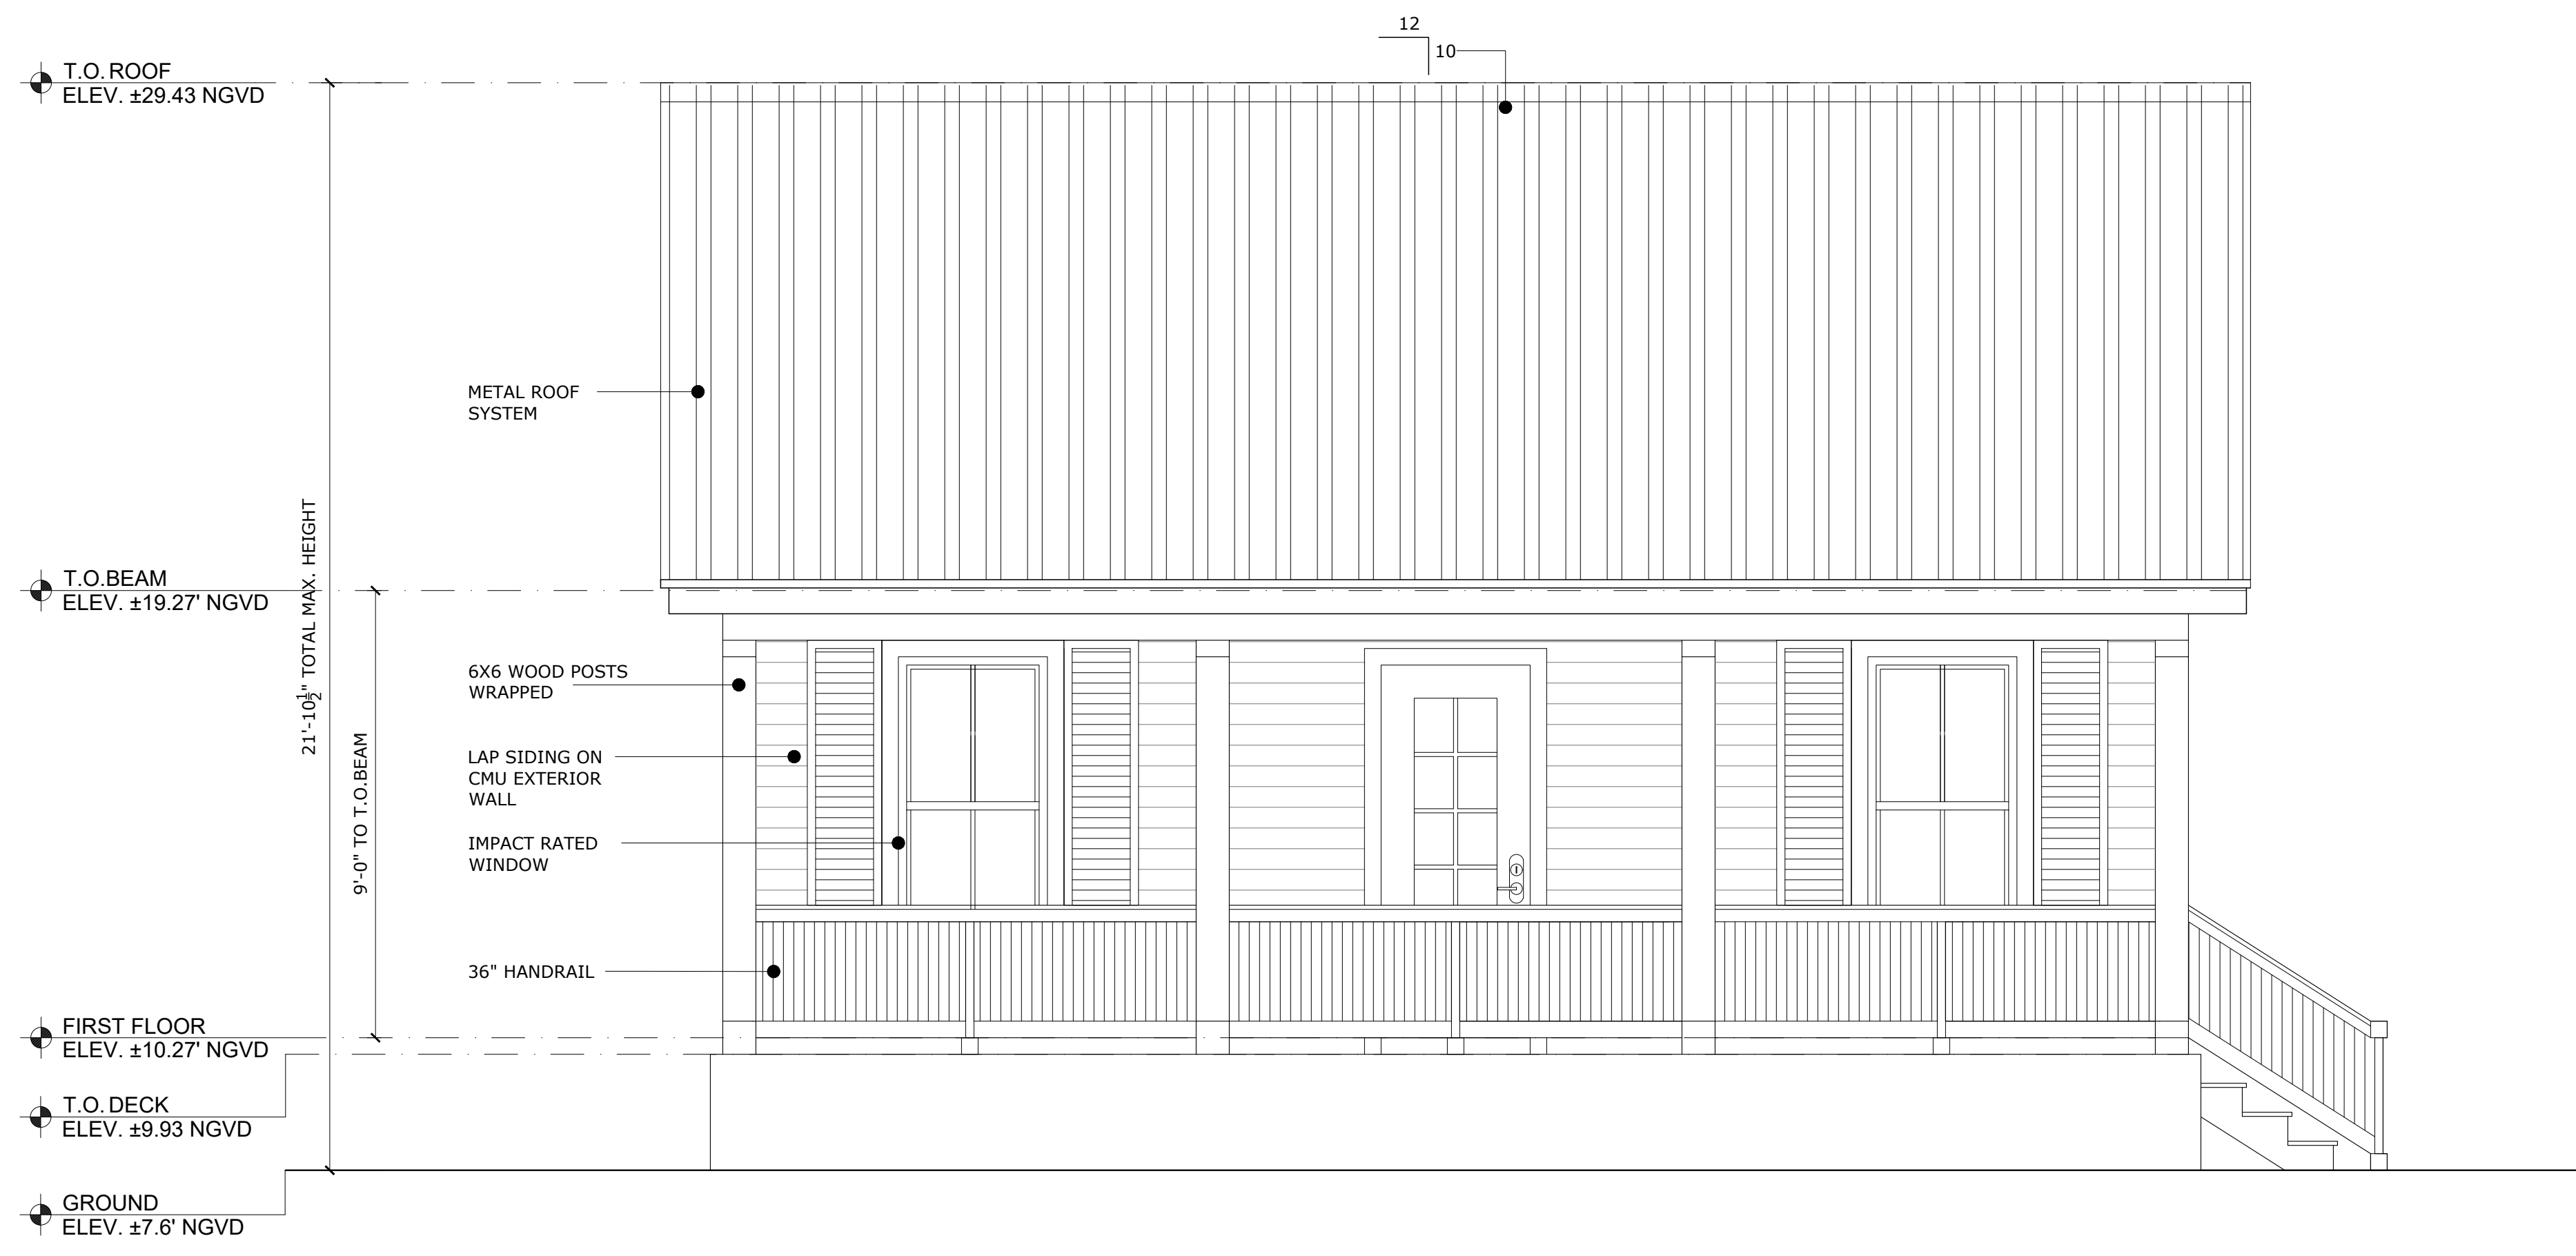 12
10
T.O. ROOF
ELEV. ±29.43 NGVD
METAL ROOF
SYSTEM
21'-10 1/2" TOTAL MAX. HEIGHT
T.O.BEAM
ELEV. ±19.27' NGVD
6X6 WOOD POSTS
WRAPPED
9'-0" TO T.O.BEAM
LAP SIDING ON
CMU EXTERIOR
WALL
IMPACT RATED
WINDOW
36" HANDRAIL
FIRST FLOOR
ELEV. ±10.27' NGVD
T.O. DECK
ELEV. ±9.93 NGVD
GROUND
ELEV. ±7.6' NGVD